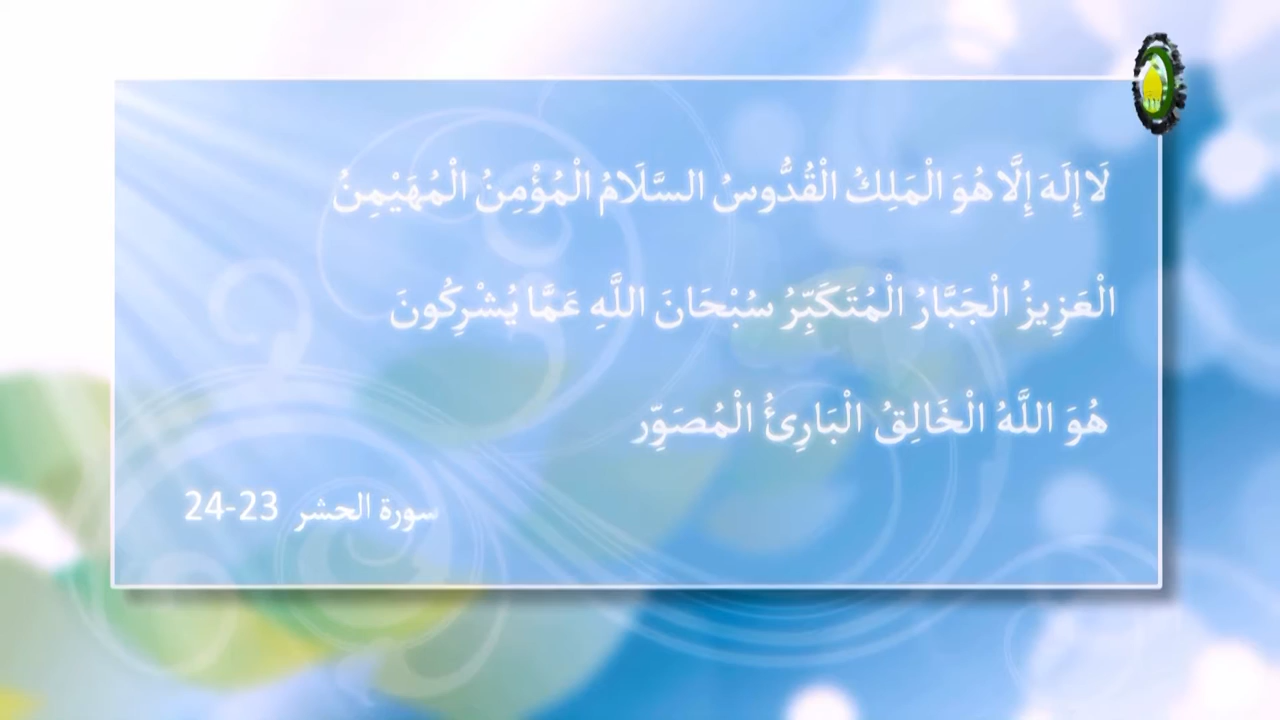 لَا إِلَهَ إِلَّا هُوَ الْمَلِكُ الْقُدُّوسُ السَّلَامُ الْمُؤْمِنُ الْمُهَيْمِنُ
الْعَزِيزُ الْجَبَّارُ الْمُتَكَبِّرُ سُبْحَانَ اللَّهِ عَمَّا يُشْرِكُونَ
هُوَ اللَّهُ الْخَالِقُ الْبَارِئُ الْمُصَوِّر
سورة الحشر 23-24